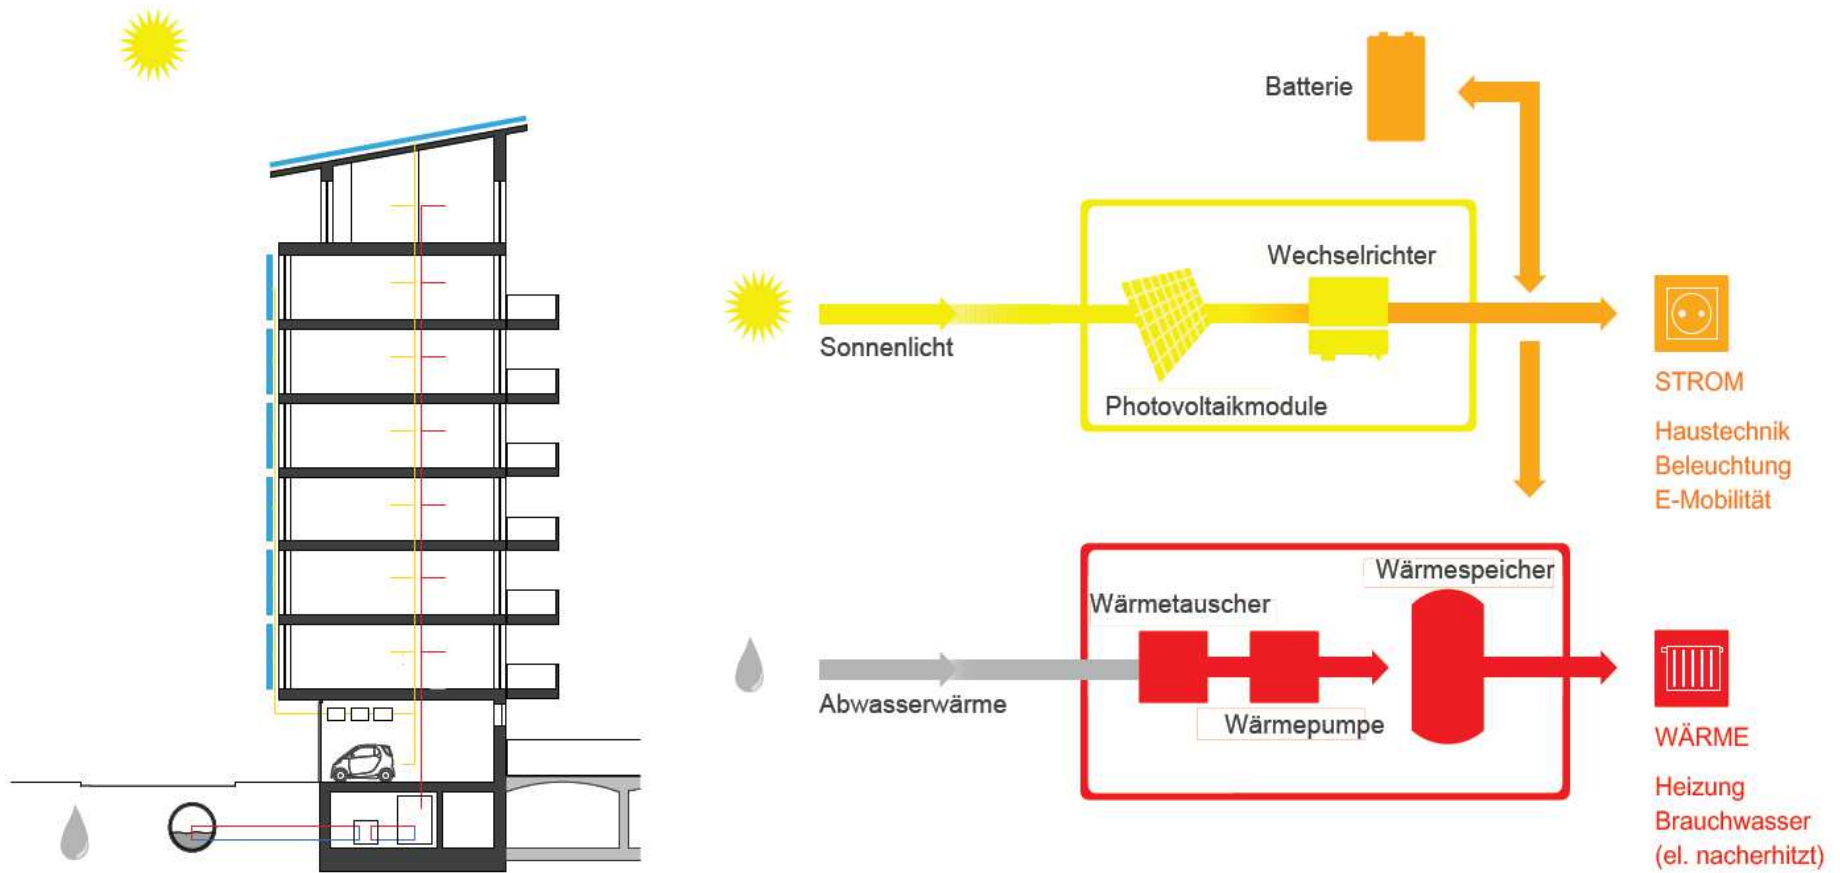 Batterie
Wechselrichter
Sonnenlicht
Photovoltaikmodule
STROM
Haustechnik
Beleuchtung
E-Mobilität
Wärmespeicher
Wärmetauscher
Abwasserwärme
Wärmepumpe
WÄRME
Heizung
Brauchwasser
(el. nacherhitzt)